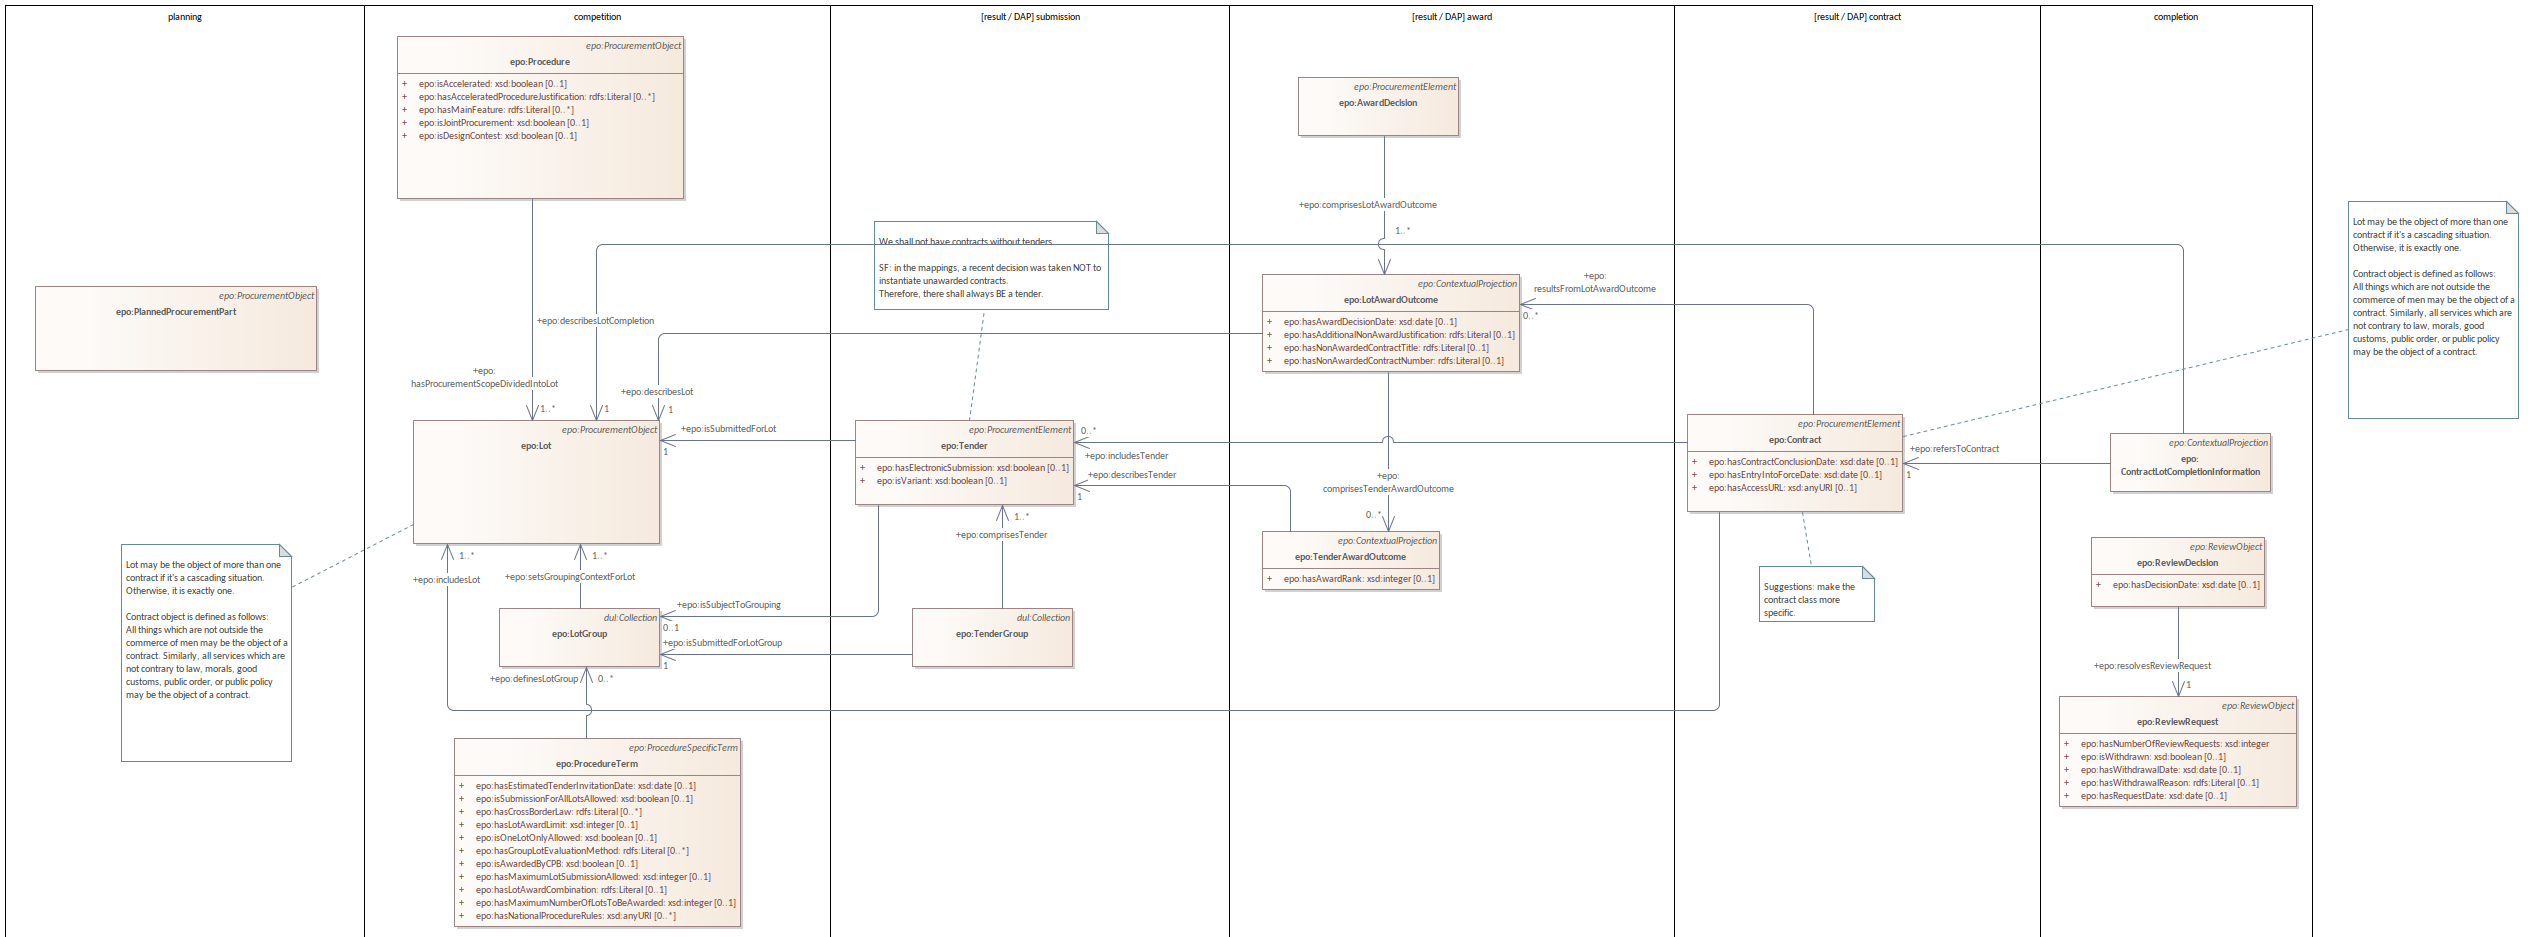 planning
competition
[result / DAP] submission
[result / DAP] award
[result / DAP] contract
completion
epo:ProcurementObject
epo:PlannedProcurementPart
Lot may be the object of more than one
contract if it's a cascading situation.
Otherwise, it is exactly one.
Contract object is defined as follows:
All things which are not outside the
commerce of men may be the object of a
contract. Similarly, all services which are
not contrary to law, morals, good
customs, public order, or public policy
may be the object of a contract.
epo:ProcurementObject
epo:Procedure
+ epo:isAccelerated: xsd:boolean [0..1]
+ epo:hasAcceleratedProcedureJustification: rdfs:Literal [0..*]
+ epo:hasMainFeature: rdfs:Literal [0..*]
+ epo:isJointProcurement: xsd:boolean [0..1]
+ epo:isDesignContest: xsd:boolean [0..1]
+epo:describesLotCompletion
1
+epo:
hasProcurementScopeDividedIntoLot
1..*
+epo:describesLot
1
epo:ProcurementObject
epo:Lot
+epo:isSubmittedForLot
1
1..*
+epo:includesLot
1..*
+epo:setsGroupingContextForLot
dul:Collection
epo:LotGroup
+epo:isSubjectToGrouping
0..1
+epo:isSubmittedForLotGroup
1
+epo:definesLotGroup
0..*
epo:ProcedureSpecificTerm
epo:ProcedureTerm
+ epo:hasEstimatedTenderInvitationDate: xsd:date [0..1]
+ epo:isSubmissionForAllLotsAllowed: xsd:boolean [0..1]
+ epo:hasCrossBorderLaw: rdfs:Literal [0..*]
+ epo:hasLotAwardLimit: xsd:integer [0..1]
+ epo:isOneLotOnlyAllowed: xsd:boolean [0..1]
+ epo:hasGroupLotEvaluationMethod: rdfs:Literal [0..*]
+ epo:isAwardedByCPB: xsd:boolean [0..1]
+ epo:hasMaximumLotSubmissionAllowed: xsd:integer [0..1]
+ epo:hasLotAwardCombination: rdfs:Literal [0..1]
+ epo:hasMaximumNumberOfLotsToBeAwarded: xsd:integer [0..1]
+ epo:hasNationalProcedureRules: xsd:anyURI [0..*]
We shall not have contracts without tenders.
SF: in the mappings, a recent decision was taken NOT to
instantiate unawarded contracts.
Therefore, there shall always BE a tender.
epo:ProcurementElement
epo:Tender
+ epo:hasElectronicSubmission: xsd:boolean [0..1]
+ epo:isVariant: xsd:boolean [0..1]
0..*
+epo:includesTender
+epo:describesTender
1
1..*
+epo:comprisesTender
dul:Collection
epo:TenderGroup
epo:ProcurementElement
epo:AwardDecision
+epo:comprisesLotAwardOutcome
1..*
epo:ContextualProjection
epo:LotAwardOutcome
+ epo:hasAwardDecisionDate: xsd:date [0..1]
+ epo:hasAdditionalNonAwardJustification: rdfs:Literal [0..1]
+ epo:hasNonAwardedContractTitle: rdfs:Literal [0..1]
+ epo:hasNonAwardedContractNumber: rdfs:Literal [0..1]
+epo:
resultsFromLotAwardOutcome
0..*
+epo:
comprisesTenderAwardOutcome
0..*
epo:ContextualProjection
epo:TenderAwardOutcome
+ epo:hasAwardRank: xsd:integer [0..1]
epo:ProcurementElement
epo:Contract
+ epo:hasContractConclusionDate: xsd:date [0..1]
+ epo:hasEntryIntoForceDate: xsd:date [0..1]
+ epo:hasAccessURL: xsd:anyURI [0..1]
+epo:refersToContract
1
Suggestions: make the
contract class more
specific.
epo:ContextualProjection
epo:
ContractLotCompletionInformation
epo:ReviewObject
epo:ReviewDecision
+ epo:hasDecisionDate: xsd:date [0..1]
+epo:resolvesReviewRequest
1
epo:ReviewObject
epo:ReviewRequest
+ epo:hasNumberOfReviewRequests: xsd:integer
+ epo:isWithdrawn: xsd:boolean [0..1]
+ epo:hasWithdrawalDate: xsd:date [0..1]
+ epo:hasWithdrawalReason: rdfs:Literal [0..1]
+ epo:hasRequestDate: xsd:date [0..1]
Lot may be the object of more than one
contract if it's a cascading situation.
Otherwise, it is exactly one.
Contract object is defined as follows:
All things which are not outside the
commerce of men may be the object of a
contract. Similarly, all services which are
not contrary to law, morals, good
customs, public order, or public policy
may be the object of a contract.